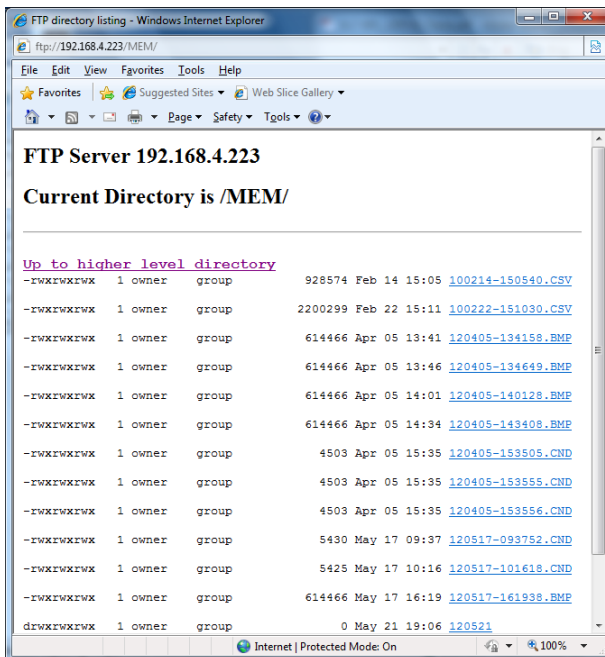 FTP directory listing - Windows Internet Explorer
ftp://192.168.4.223/MEM/
File Edit View Favorites Tools Help
Favorites Suggested Sites Web Slice Gallery
Page Safety Tools
FTP Server 192.168.4.223
Current Directory is /MEM/
Up to higher level directory
-rwxrwxrwx 1 owner group 928574 Feb 14 15:05 100214-150540.CSV
-rwxrwxrwx 1 owner group 2200299 Feb 22 15:11 100222-151030.CSV
-rwxrwxrwx 1 owner group 614466 Apr 05 13:41 120405-134158.BMP
-rwxrwxrwx 1 owner group 614466 Apr 05 13:46 120405-134649.BMP
-rwxrwxrwx 1 owner group 614466 Apr 05 14:01 120405-140128.BMP
-rwxrwxrwx 1 owner group 614466 Apr 05 14:34 120405-143408.BMP
-rwxrwxrwx 1 owner group 4503 Apr 05 15:35 120405-153505.CND
-rwxrwxrwx 1 owner group 4503 Apr 05 15:35 120405-153555.CND
-rwxrwxrwx 1 owner group 4503 Apr 05 15:35 120405-153556.CND
-rwxrwxrwx 1 owner group 5430 May 17 09:37 120517-093752.CND
-rwxrwxrwx 1 owner group 5425 May 17 10:16 120517-101618.CND
-rwxrwxrwx 1 owner group 614466 May 17 16:19 120517-161938.BMP
drwxrwxrwx 1 owner group 0 May 21 19:06 120521
Internet | Protected Mode: On 100%